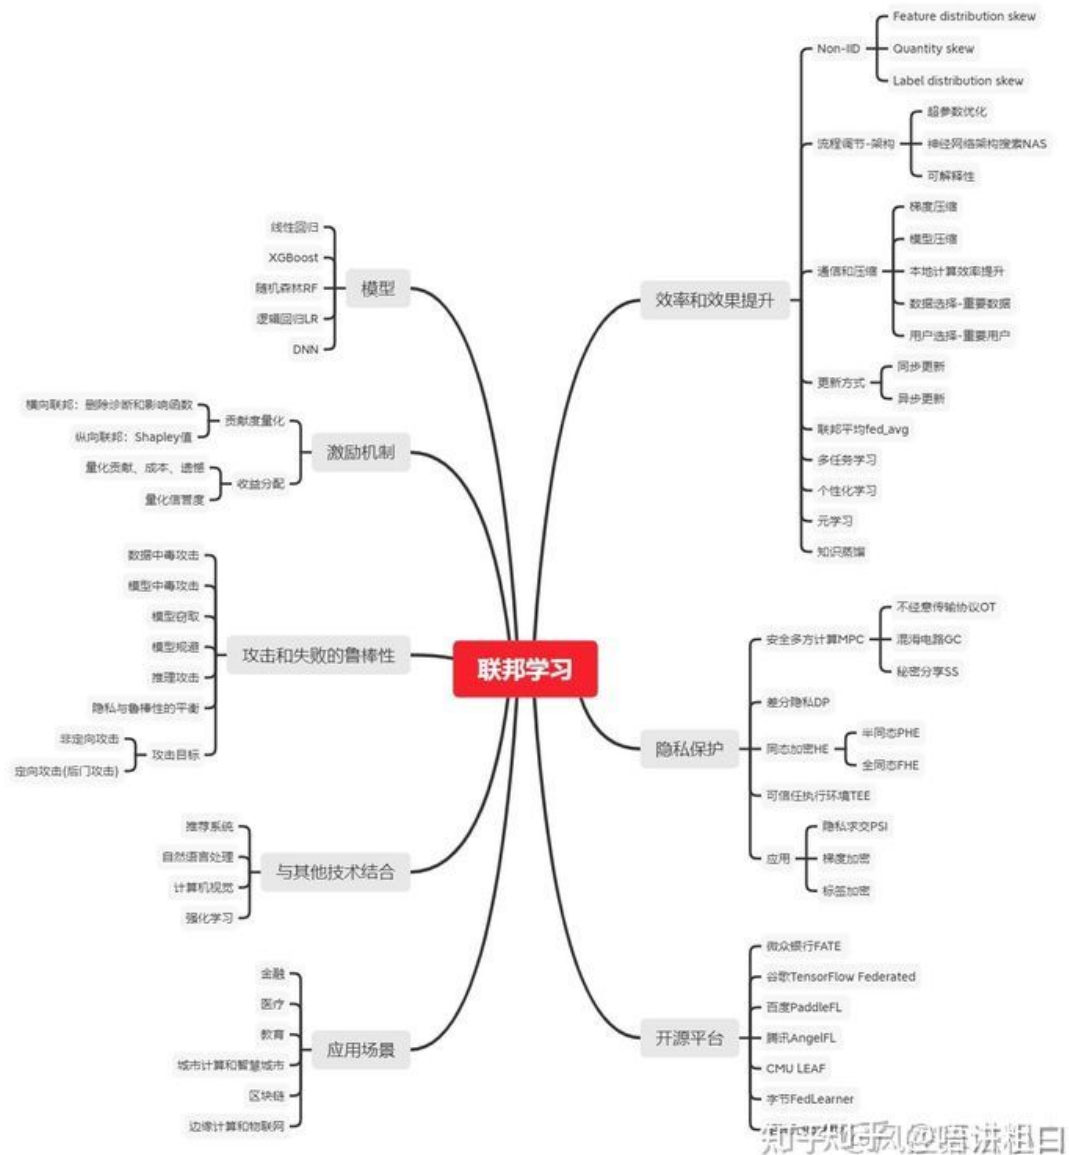 联邦学习
模型
线性回归
XGBoost
随机森林RF
逻辑回归LR
DNN
激励机制
贡献度量化
横向联邦：删除诊断和影响函数
纵向联邦：Shapley值
收益分配
量化贡献、成本、遗憾
量化信誉度
攻击和失败的鲁棒性
数据中毒攻击
模型中毒攻击
模型窃取
模型规避
推理攻击
隐私与鲁棒性的平衡
攻击目标
非定向攻击
定向攻击(后门攻击)
与其他技术结合
推荐系统
自然语言处理
计算机视觉
强化学习
应用场景
金融
医疗
教育
城市计算和智慧城市
区块链
边缘计算和物联网
效率和效果提升
Non-IID
Feature distribution skew
Quantity skew
Label distribution skew
流程调节-架构
超参数优化
神经网络架构搜索NAS
可解释性
通信和压缩
梯度压缩
模型压缩
本地计算效率提升
数据选择-重要数据
用户选择-重要用户
更新方式
同步更新
异步更新
联邦平均fed_avg
多任务学习
个性化学习
元学习
知识蒸馏
隐私保护
安全多方计算MPC
不经意传输协议OT
混淆电路GC
秘密分享SS
差分隐私DP
同态加密HE
半同态PHE
全同态FHE
可信任执行环境TEE
应用
隐私求交PSI
梯度加密
标签加密
开源平台
微众银行FATE
谷歌TensorFlow Federated
百度PaddleFL
腾讯AngelFL
CMU LEAF
字节FedLearner
知乎